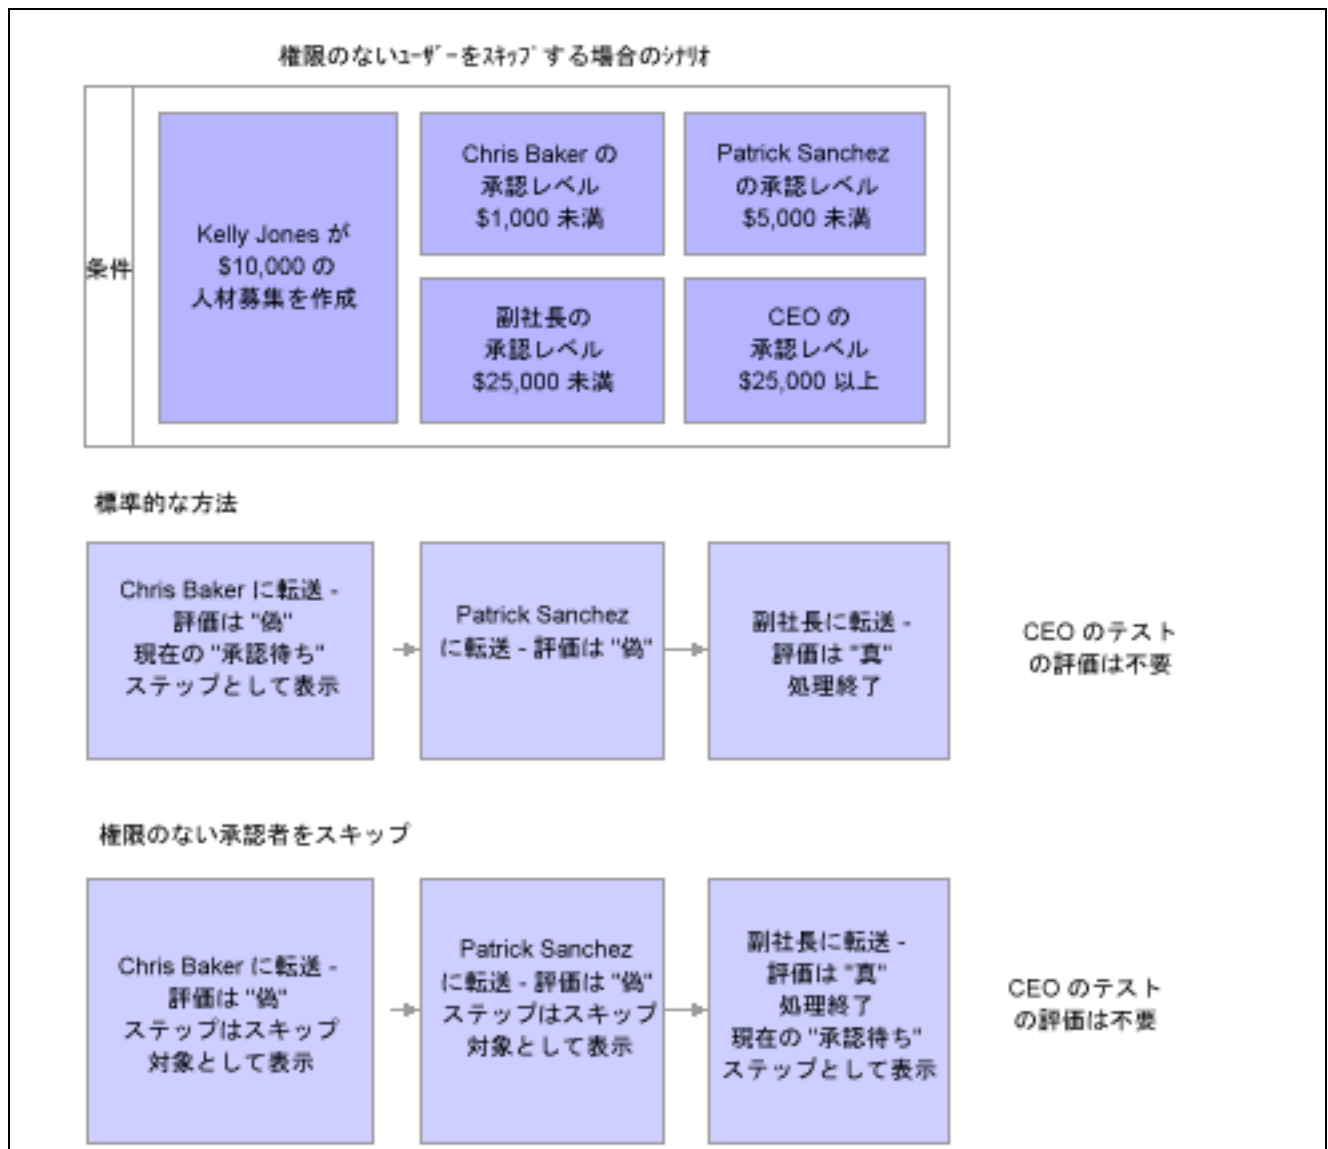 権限のないﾕｰｻﾞｰをｽｷｯﾌﾟする場合のｼﾅﾘｵ
条件
Kelly Jones が
$10,000 の
人材募集を作成
Chris Baker の
承認レベル
$1,000 未満
Patrick Sanchez
の承認レベル
$5,000 未満
副社長の
承認レベル
$25,000 未満
CEO の
承認レベル
$25,000 以上
標準的な方法
Chris Baker に転送 -
評価は "偽"
現在の "承認待ち"
ステップとして表示
Patrick Sanchez
に転送 - 評価は "偽"
副社長に転送 -
評価は "真"
処理終了
CEO のテスト
の評価は不要
権限のない承認者をスキップ
Chris Baker に転送 -
評価は "偽"
ステップはスキップ
対象として表示
Patrick Sanchez
に転送 - 評価は "偽"
ステップはスキップ
対象として表示
副社長に転送 -
評価は "真"
処理終了
現在の "承認待ち"
ステップとして表示
CEO のテスト
の評価は不要